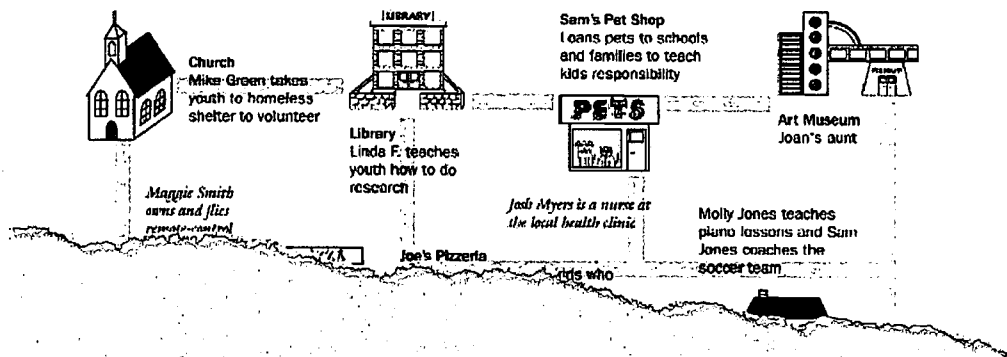 Church
Mike Green takes
youth to homeless
shelter to volunteer
LIBRARY
Library
Linda F. teaches
youth how to do
research
Sam's Pet Shop
Loans pets to schools
and families to teach
kids responsibility
PETS
Art Museum
Joan's aunt
Maggie Smith
owns and flies
remote-control
Josh Myers is a nurse at
the local health clinic
Molly Jones teaches
piano lessons and Sam
Jones coaches the
soccer team
Joe's Pizzeria
who